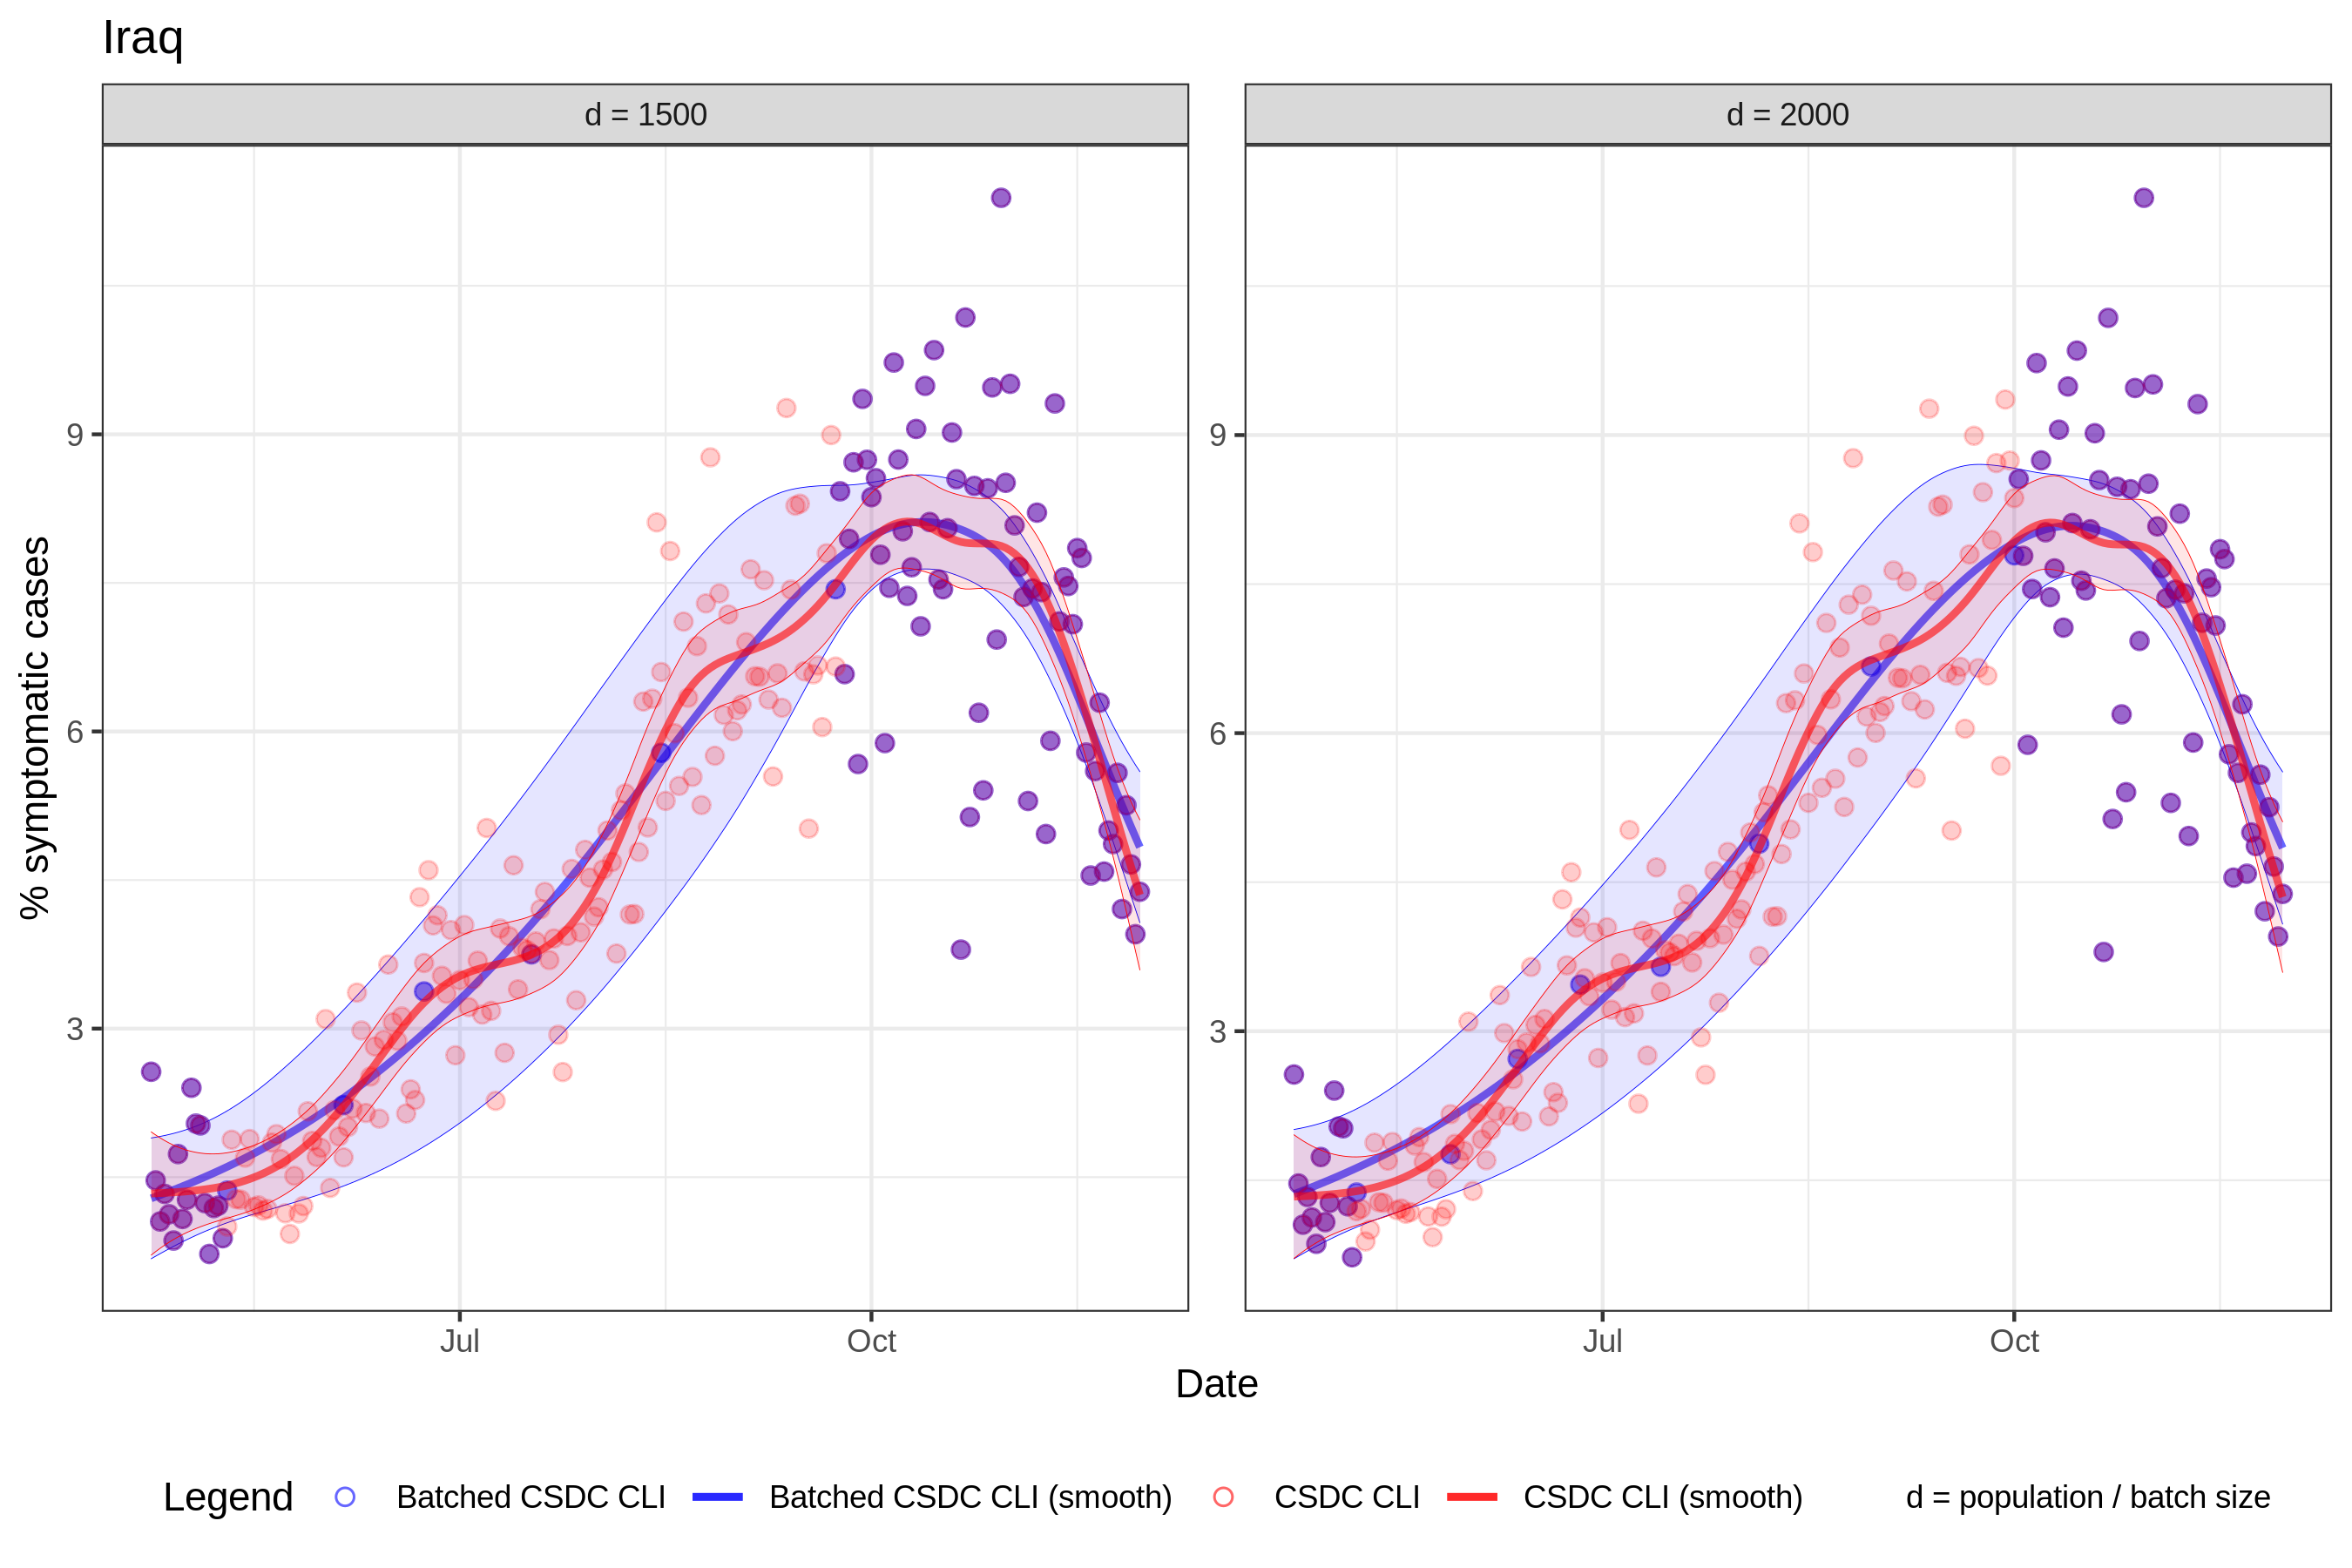 Iraq
d = 1500
d = 2000
% symptomatic cases
9
6
3
9
6
3
Jul
Oct
Jul
Oct
Date
Legend
Batched CSDC CLI
Batched CSDC CLI (smooth)
CSDC CLI
CSDC CLI (smooth)
d = population / batch size